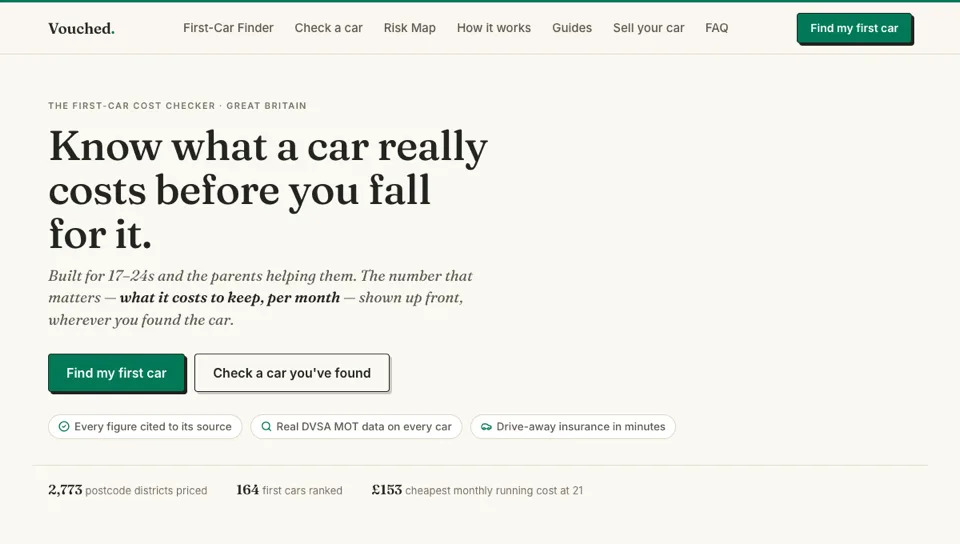 Vouched.
First-Car Finder
Check a car
Risk Map
How it works
Guides
Sell your car
FAQ
Find my first car
THE FIRST-CAR COST CHECKER · GREAT BRITAIN
Know what a car really
costs before you fall
for it.
Built for 17–24s and the parents helping them. The number that
matters — what it costs to keep, per month — shown up front,
wherever you found the car.
Find my first car
Check a car you've found
Every figure cited to its source
Real DVSA MOT data on every car
Drive-away insurance in minutes
2,773 postcode districts priced
164 first cars ranked
£153 cheapest monthly running cost at 21